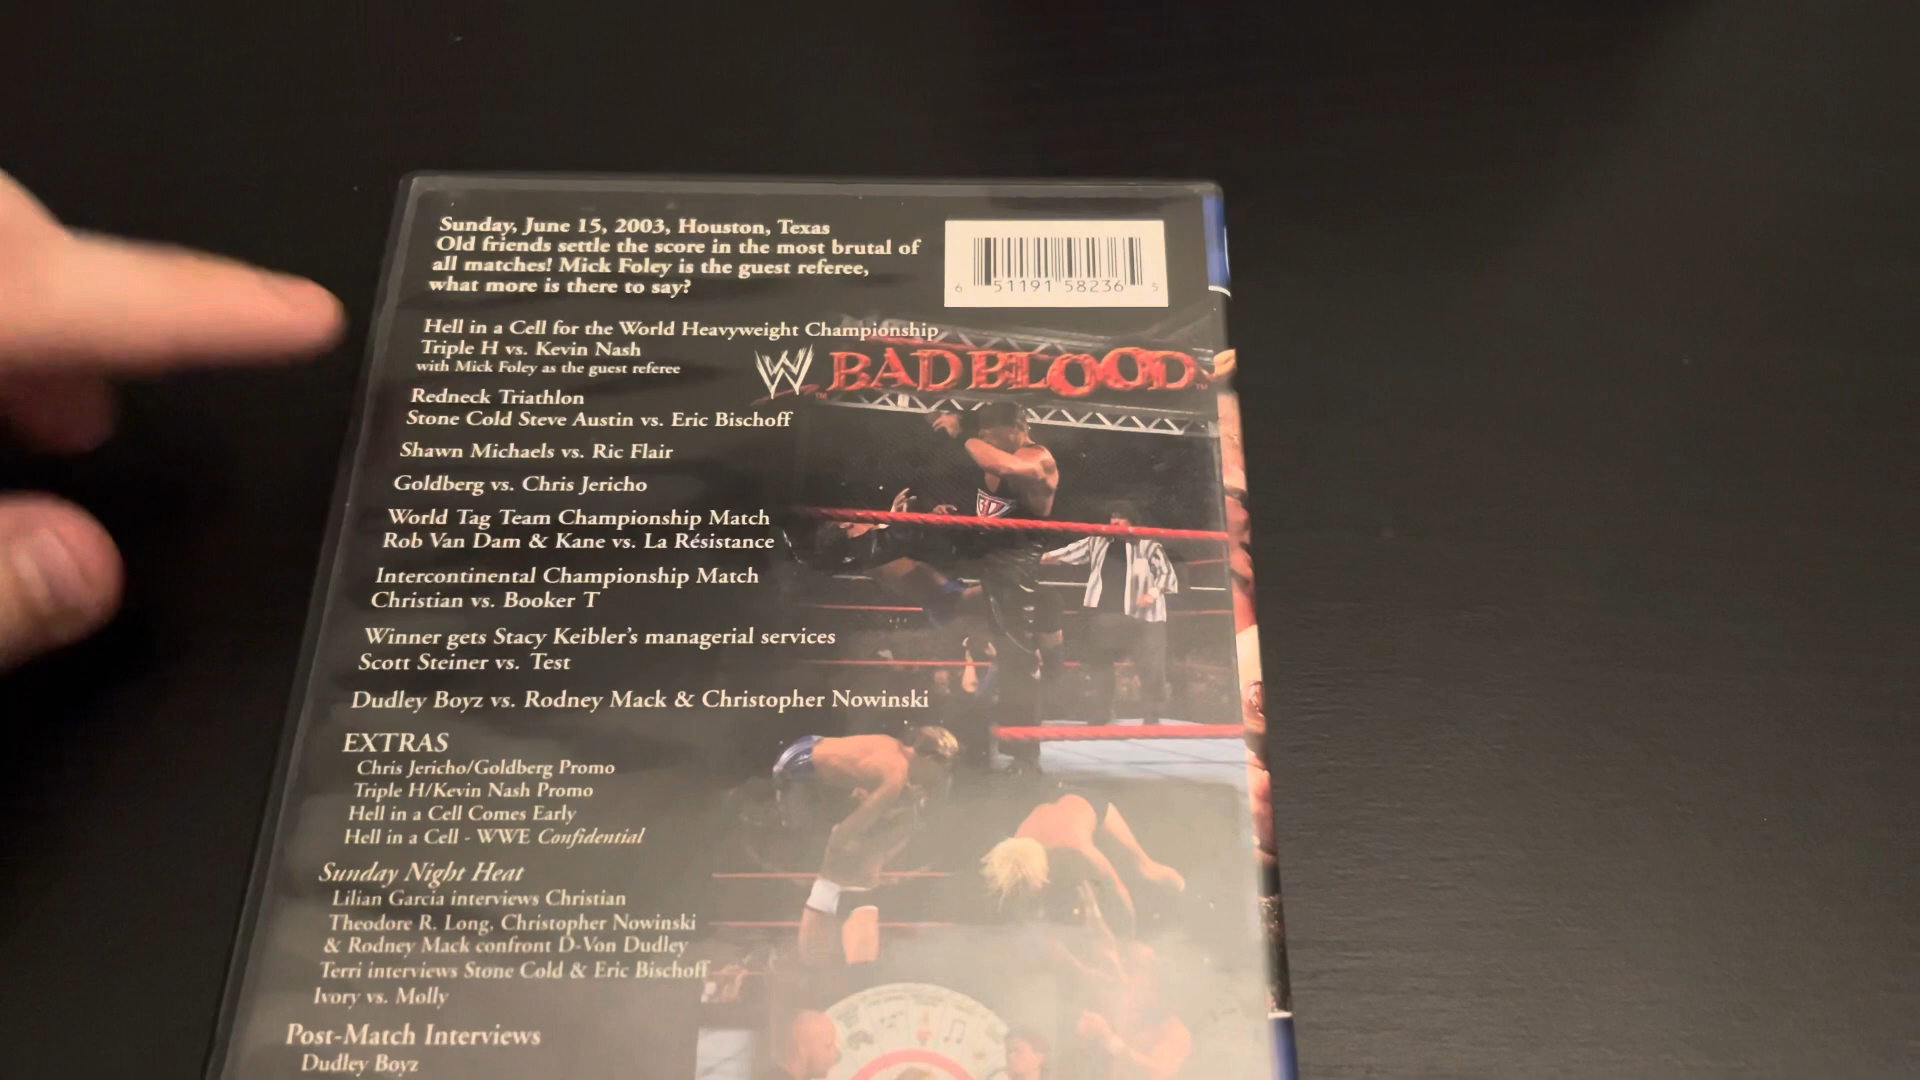 Sunday, June 15, 2003, Houston, Texas
Old friends settle the score in the most brutal of
all matches! Mick Foley is the guest referee,
what more is there to say?
6 51191 58236 5
Hell in a Cell for the World Heavyweight Championship
Triple H vs. Kevin Nash
with Mick Foley as the guest referee
W BAD BLOOD
Redneck Triathlon
Stone Cold Steve Austin vs. Eric Bischoff
Shawn Michaels vs. Ric Flair
Goldberg vs. Chris Jericho
World Tag Team Championship Match
Rob Van Dam & Kane vs. La Résistance
Intercontinental Championship Match
Christian vs. Booker T
Winner gets Stacy Keibler's managerial services
Scott Steiner vs. Test
Dudley Boyz vs. Rodney Mack & Christopher Nowinski
EXTRAS
Chris Jericho/Goldberg Promo
Triple H/Kevin Nash Promo
Hell in a Cell Comes Early
Hell in a Cell - WWE Confidential
Sunday Night Heat
Lilian Garcia interviews Christian
Theodore R. Long, Christopher Nowinski
& Rodney Mack confront D-Von Dudley
Terri interviews Stone Cold & Eric Bischoff
Ivory vs. Molly
Post-Match Interviews
Dudley Boyz